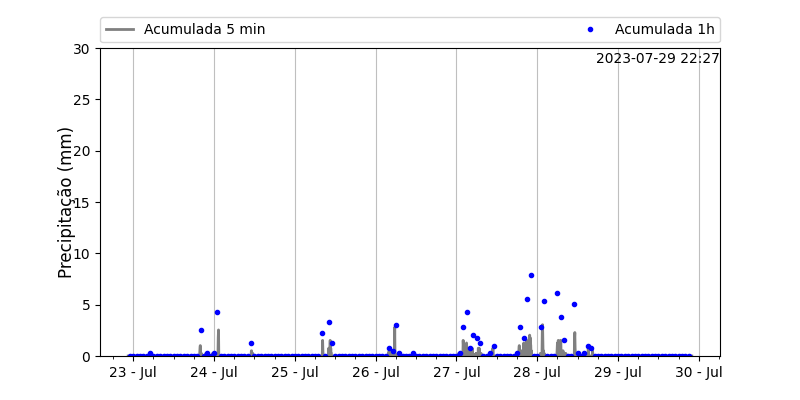 Acumulada 5 min
Acumulada 1h
2023-07-29 22:27
Precipitação (mm)
30
25
20
15
10
5
0
23 - Jul
24 - Jul
25 - Jul
26 - Jul
27 - Jul
28 - Jul
29 - Jul
30 - Jul